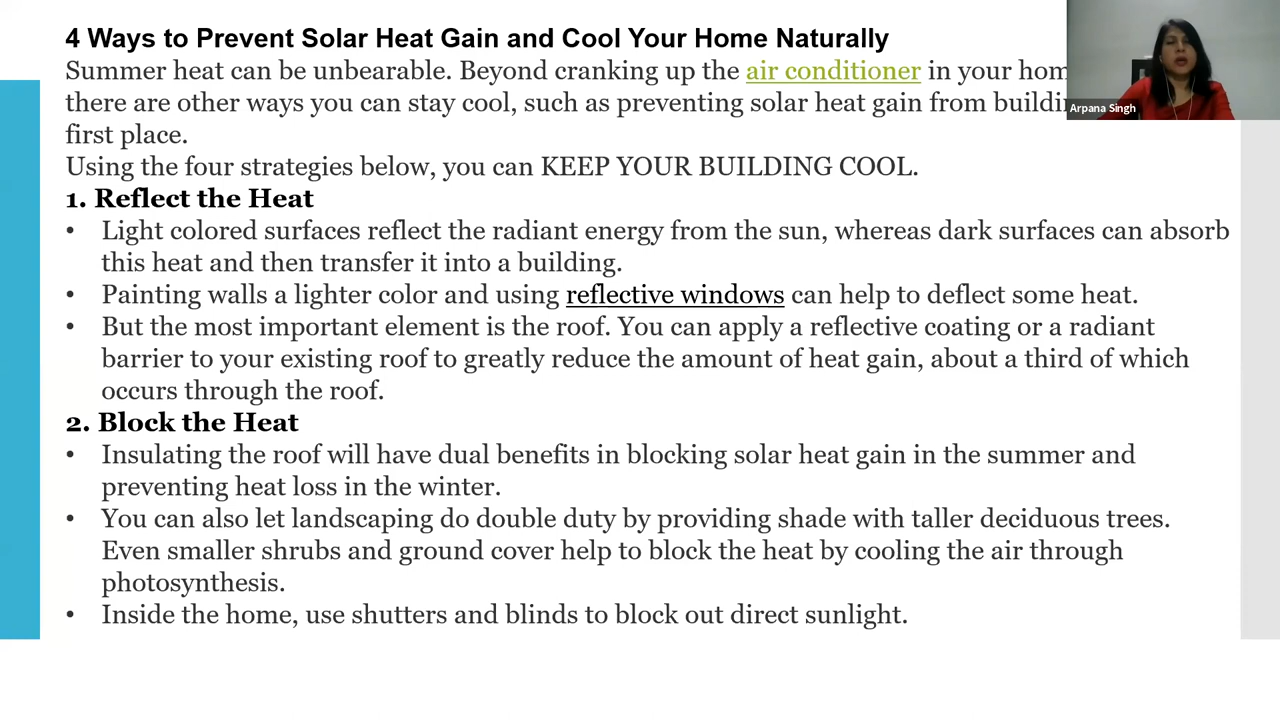 4 Ways to Prevent Solar Heat Gain and Cool Your Home Naturally
Summer heat can be unbearable. Beyond cranking up the air conditioner in your
there are other ways you can stay cool, such as preventing solar heat gain from
first place.
Using the four strategies below, you can KEEP YOUR BUILDING COOL.
1. Reflect the Heat
• Light colored surfaces reflect the radiant energy from the sun, whereas dark surfaces can absorb
this heat and then transfer it into a building.
• Painting walls a lighter color and using reflective windows can help to deflect some heat.
• But the most important element is the roof. You can apply a reflective coating or a radiant
barrier to your existing roof to greatly reduce the amount of heat gain, about a third of which
occurs through the roof.
2. Block the Heat
• Insulating the roof will have dual benefits in blocking solar heat gain in the summer and
preventing heat loss in the winter.
• You can also let landscaping do double duty by providing shade with taller deciduous trees.
Even smaller shrubs and ground cover help to block the heat by cooling the air through
photosynthesis.
• Inside the home, use shutters and blinds to block out direct sunlight.
Arpana Singh